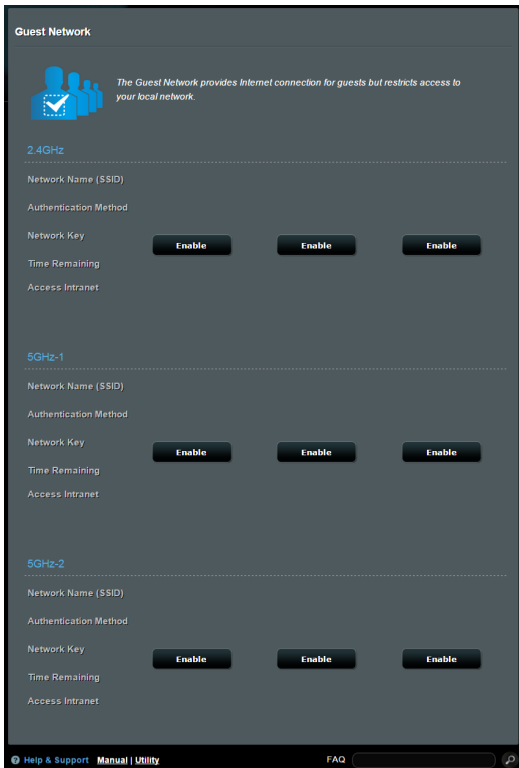 Guest Network
The Guest Network provides Internet connection for guests but restricts access to
your local network.
2.4GHz
Network Name (SSID)
Authentication Method
Network Key
Enable Enable Enable
Time Remaining
Access Intranet
5GHz-1
Network Name (SSID)
Authentication Method
Network Key
Enable Enable Enable
Time Remaining
Access Intranet
5GHz-2
Network Name (SSID)
Authentication Method
Network Key
Enable Enable Enable
Time Remaining
Access Intranet
? Help & Support Manual | Utility FAQ